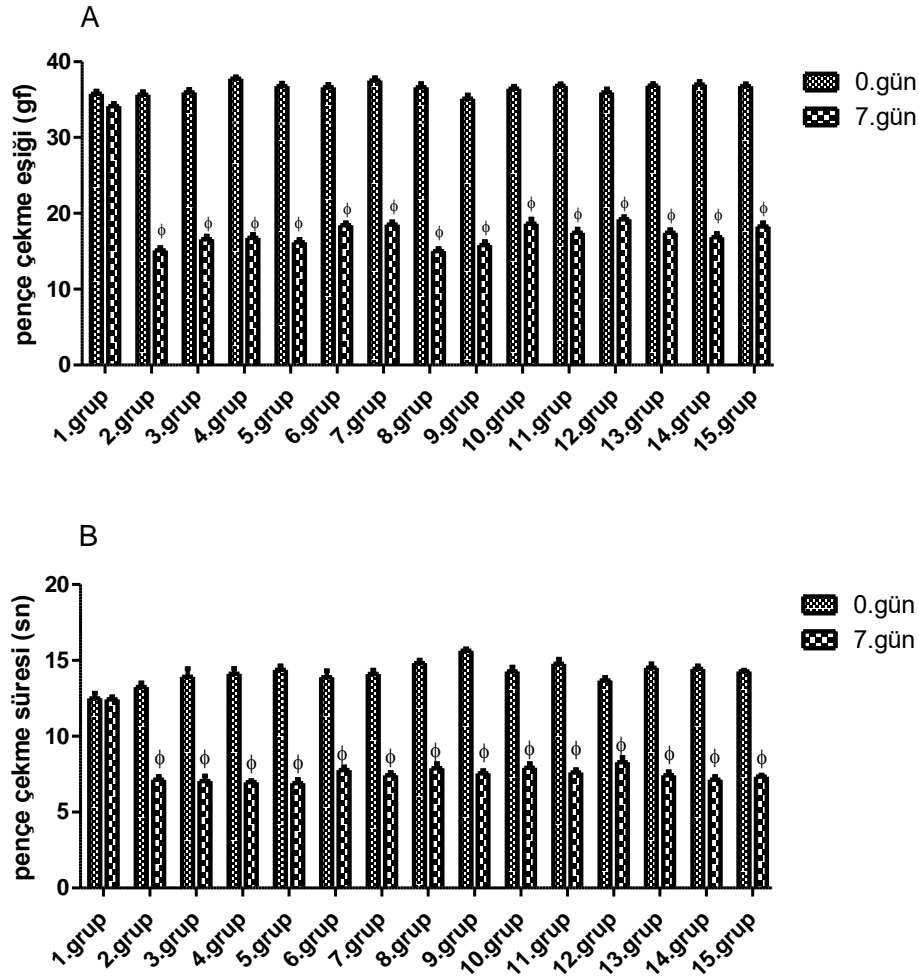 A
pençe çekme eşiği (gf)
40
30
20
10
0
ϕ ϕ ϕ ϕ ϕ ϕ ϕ ϕ ϕ ϕ ϕ ϕ ϕ ϕ
1.grup 2.grup 3.grup 4.grup 5.grup 6.grup 7.grup 8.grup 9.grup 10.grup 11.grup 12.grup 13.grup 14.grup 15.grup
0.gün
7.gün
B
pençe çekme süresi (sn)
20
15
10
5
0
ϕ ϕ ϕ ϕ ϕ ϕ ϕ ϕ ϕ ϕ ϕ ϕ ϕ ϕ
1.grup 2.grup 3.grup 4.grup 5.grup 6.grup 7.grup 8.grup 9.grup 10.grup 11.grup 12.grup 13.grup 14.grup 15.grup
0.gün
7.gün